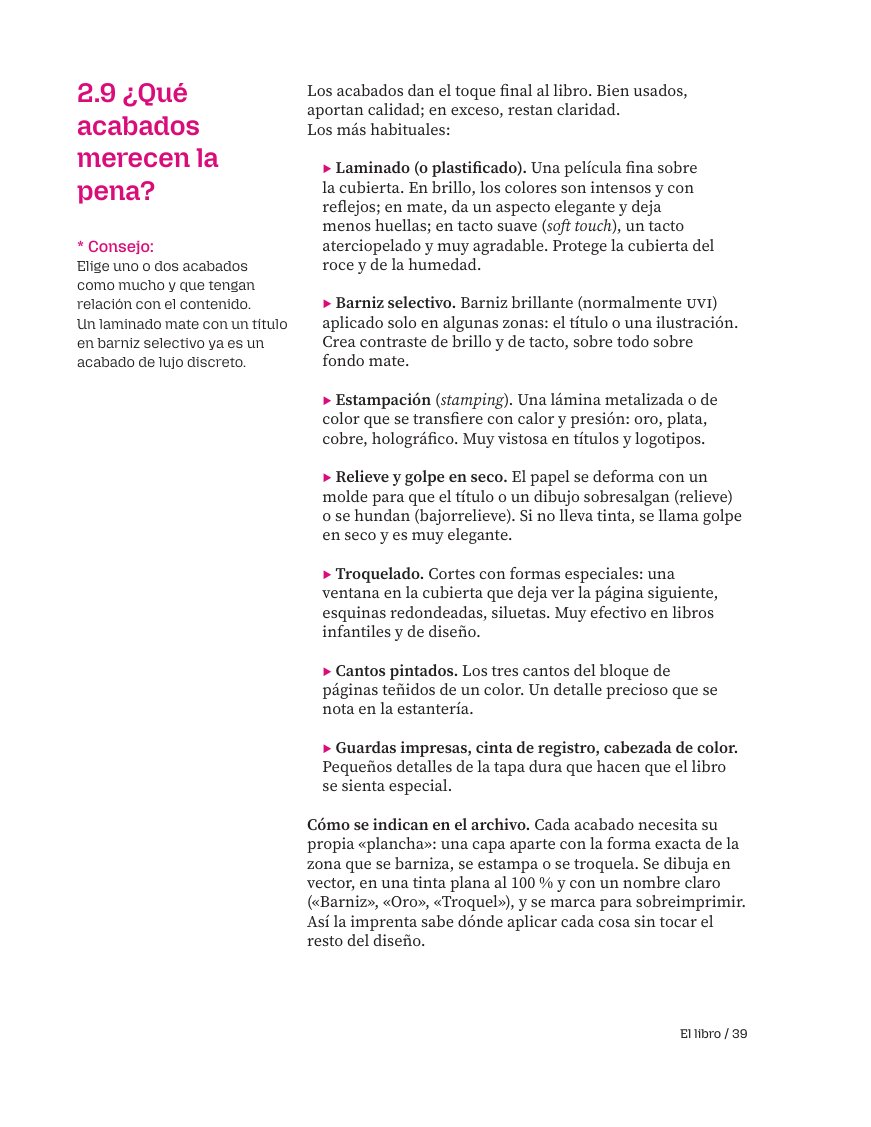 2.9 ¿Qué
acabados
merecen la
pena?
* Consejo:
Elige uno o dos acabados
como mucho y que tengan
relación con el contenido.
Un laminado mate con un título
en barniz selectivo ya es un
acabado de lujo discreto.
Los acabados dan el toque final al libro. Bien usados,
aportan calidad; en exceso, restan claridad.
Los más habituales:
▸ Laminado (o plastificado). Una película fina sobre
la cubierta. En brillo, los colores son intensos y con
reflejos; en mate, da un aspecto elegante y deja
menos huellas; en tacto suave (soft touch), un tacto
aterciopelado y muy agradable. Protege la cubierta del
roce y de la humedad.
▸ Barniz selectivo. Barniz brillante (normalmente UVI)
aplicado solo en algunas zonas: el título o una ilustración.
Crea contraste de brillo y de tacto, sobre todo sobre
fondo mate.
▸ Estampación (stamping). Una lámina metalizada o de
color que se transfiere con calor y presión: oro, plata,
cobre, holográfico. Muy vistosa en títulos y logotipos.
▸ Relieve y golpe en seco. El papel se deforma con un
molde para que el título o un dibujo sobresalgan (relieve)
o se hundan (bajorrelieve). Si no lleva tinta, se llama golpe
en seco y es muy elegante.
▸ Troquelado. Cortes con formas especiales: una
ventana en la cubierta que deja ver la página siguiente,
esquinas redondeadas, siluetas. Muy efectivo en libros
infantiles y de diseño.
▸ Cantos pintados. Los tres cantos del bloque de
páginas teñidos de un color. Un detalle precioso que se
nota en la estantería.
▸ Guardas impresas, cinta de registro, cabezada de color.
Pequeños detalles de la tapa dura que hacen que el libro
se sienta especial.
Cómo se indican en el archivo. Cada acabado necesita su
propia «plancha»: una capa aparte con la forma exacta de la
zona que se barniza, se estampa o se troquela. Se dibuja en
vector, en una tinta plana al 100 % y con un nombre claro
(«Barniz», «Oro», «Troquel»), y se marca para sobreimprimir.
Así la imprenta sabe dónde aplicar cada cosa sin tocar el
resto del diseño.
El libro / 39